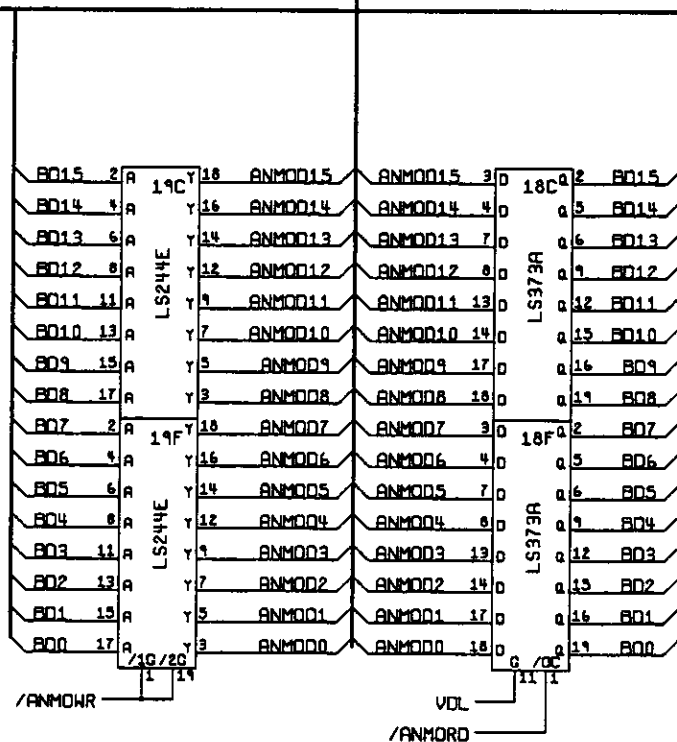 BD15 2 A 19C Y 18 ANMOD15 ANMOD15 3 D 18C Q 2 BD15
BD14 4 A Y 16 ANMOD14 ANMOD14 4 D Q 5 BD14
BD13 6 A Y 14 ANMOD13 ANMOD13 7 D Q 6 BD13
BD12 8 A Y 12 ANMOD12 ANMOD12 8 D Q 9 BD12
BD11 11 A LS244E Y 9 ANMOD11 ANMOD11 13 D LS373A Q 12 BD11
BD10 13 A Y 7 ANMOD10 ANMOD10 14 D Q 15 BD10
BD9 15 A Y 5 ANMOD9 ANMOD9 17 D Q 16 BD9
BD8 17 A Y 3 ANMOD8 ANMOD8 18 D Q 19 BD8
BD7 2 A 19F Y 18 ANMOD7 ANMOD7 3 D 18F Q 2 BD7
BD6 4 A Y 16 ANMOD6 ANMOD6 4 D Q 5 BD6
BD5 6 A Y 14 ANMOD5 ANMOD5 7 D Q 6 BD5
BD4 8 A Y 12 ANMOD4 ANMOD4 8 D Q 9 BD4
BD3 11 A LS244E Y 9 ANMOD3 ANMOD3 13 D LS373A Q 12 BD3
BD2 13 A Y 7 ANMOD2 ANMOD2 14 D Q 15 BD2
BD1 15 A Y 5 ANMOD1 ANMOD1 17 D Q 16 BD1
BD0 17 A Y 3 ANMOD0 ANMOD0 18 D Q 19 BD0
/1G /2G G /OC
1 19 11 1
/ANMOWR VDL
/ANMORD